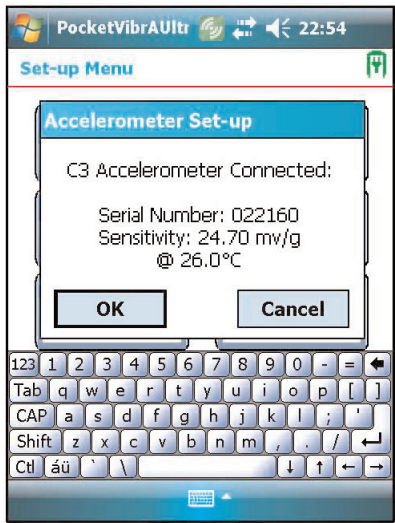 PocketVibrAUltr 22:54
Set-up Menu
Accelerometer Set-up
C3 Accelerometer Connected:
Serial Number: 022160
Sensitivity: 24.70 mv/g
@ 26.0°C
OK Cancel
123 1 2 3 4 5 6 7 8 9 0 - =
Tab q w e r t y u i o p [ ]
CAP a s d f g h j k l ; '
Shift z x c v b n m , . /
Ctl áü ` \